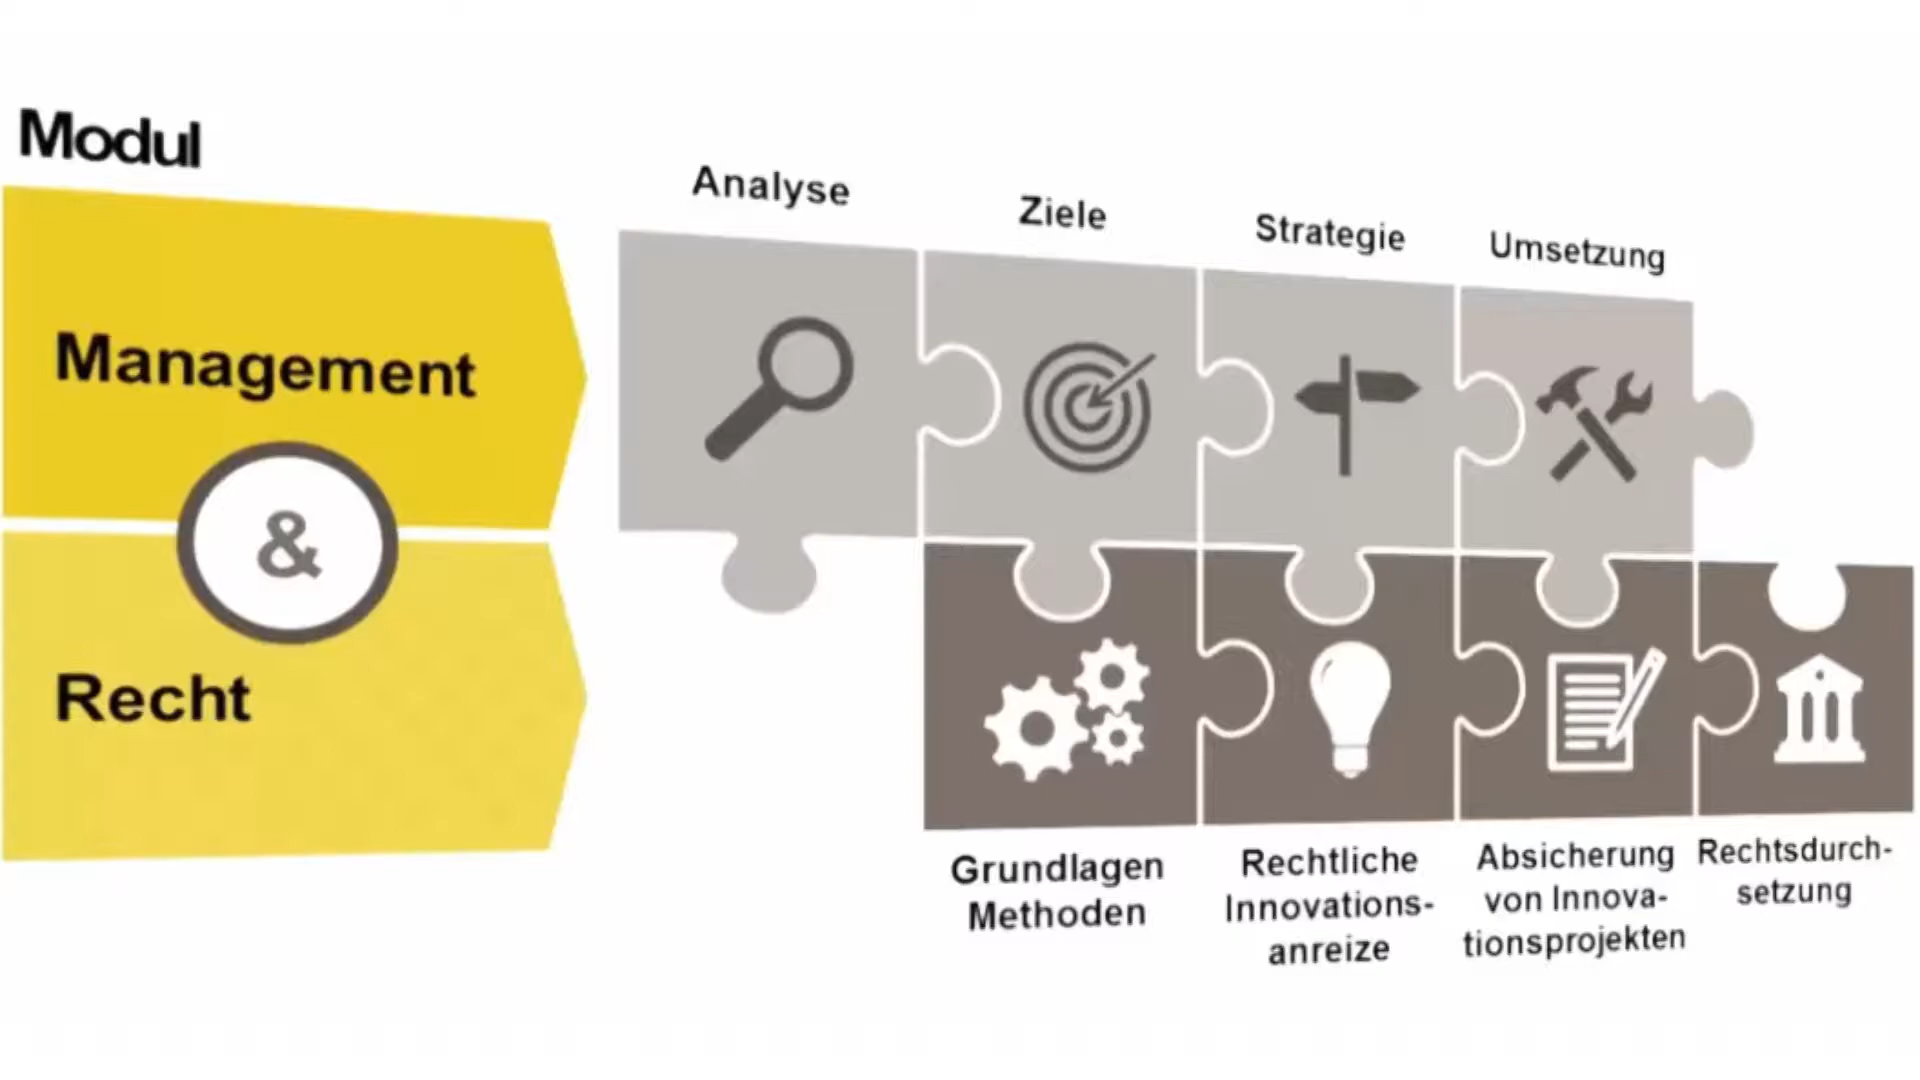 Modul
Management
&
Recht
Analyse
Ziele
Strategie
Umsetzung
Grundlagen
Methoden
Rechtliche
Innovations-
anreize
Absicherung
von Innova-
tionsprojekten
Rechtsdurch-
setzung